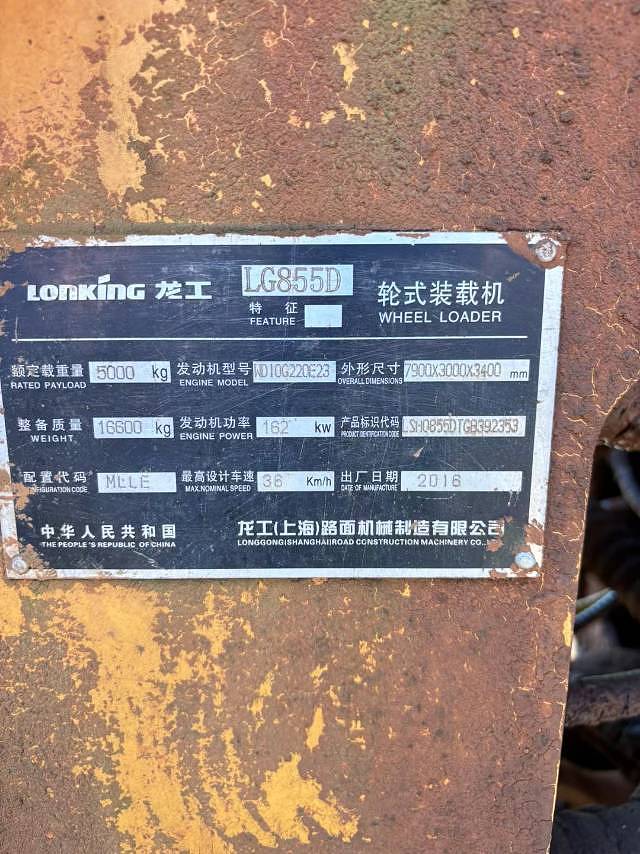 LONKING 龙工 LG855D 轮式装载机
特征
FEATURE WHEEL LOADER
额定载重量 5000 kg 发动机型号 外形尺寸 7900X3000X3400 mm
RATED PAYLOAD ENGINE MODEL OVERALL DIMENSIONS
整备质量 16600 kg 发动机功率 162 kw 产品标识代码
WEIGHT ENGINE POWER PRODUCT IDENTIFICATION CODE
配置代码 最高设计车速 36 Km/h 出厂日期 2016
CONFIGURATION CODE MAX.NOMINAL SPEED DATE OF MANUFACTURE
中华人民共和国 龙工(上海)路面机械制造有限公司
THE PEOPLE'S REPUBLIC OF CHINA LONGGONG(SHANGHAI)ROAD CONSTRUCTION MACHINERY CO.,